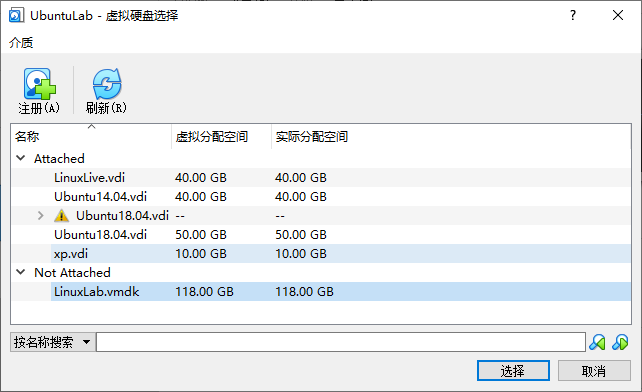 UbuntuLab - 虚拟硬盘选择
介质
注册(A) 刷新(R)
名称 虚拟分配空间 实际分配空间
Attached
LinuxLive.vdi 40.00 GB 40.00 GB
Ubuntu14.04.vdi 40.00 GB 40.00 GB
Ubuntu18.04.vdi -- --
Ubuntu18.04.vdi 50.00 GB 50.00 GB
xp.vdi 10.00 GB 10.00 GB
Not Attached
LinuxLab.vmdk 118.00 GB 118.00 GB
按名称搜索
选择 取消